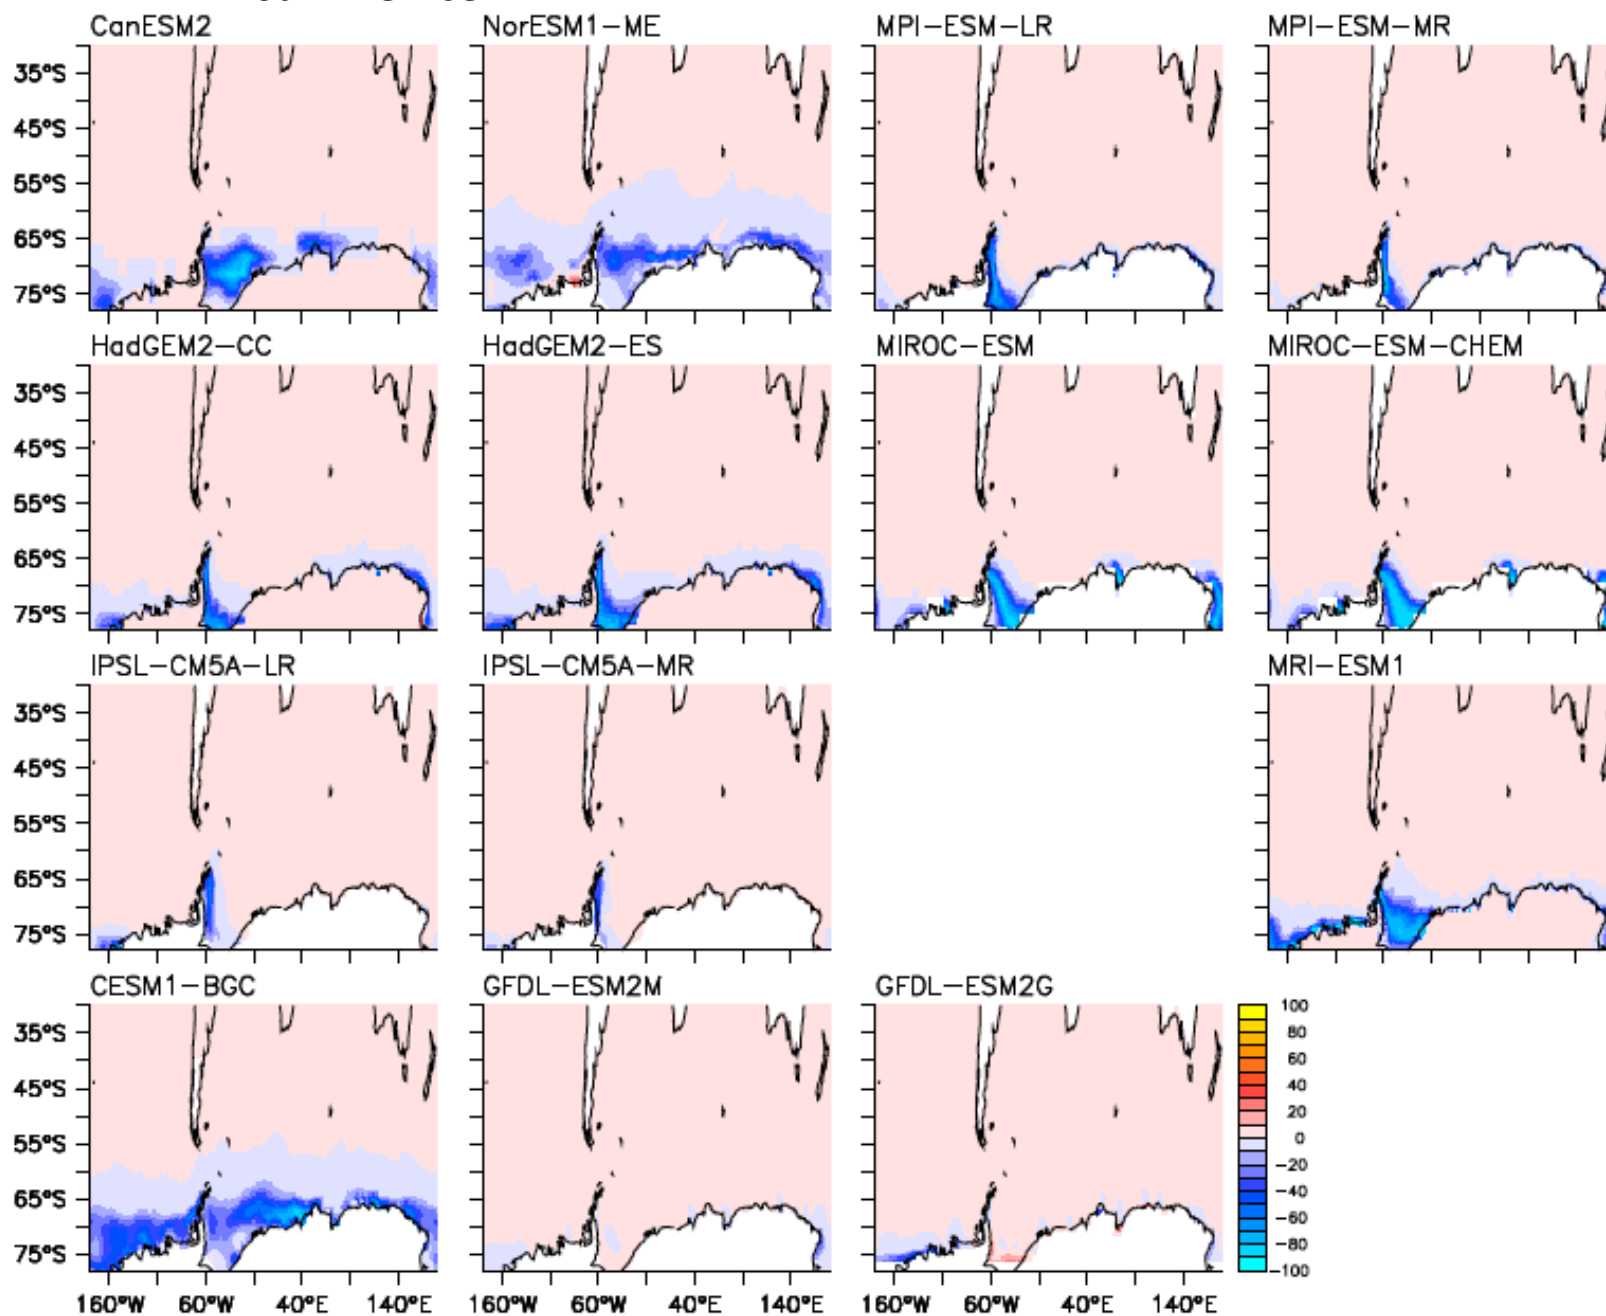 CanESM2 NorESM1-ME MPI-ESM-LR MPI-ESM-MR
35°S
45°S
55°S
65°S
75°S
HadGEM2-CC HadGEM2-ES MIROC-ESM MIROC-ESM-CHEM
35°S
45°S
55°S
65°S
75°S
IPSL-CM5A-LR IPSL-CM5A-MR MRI-ESM1
35°S
45°S
55°S
65°S
75°S
CESM1-BGC GFDL-ESM2M GFDL-ESM2G
35°S
45°S
55°S
65°S
75°S
100
80
60
40
20
0
-20
-40
-60
-80
-100
160°W 60°W 40°E 140°E 160°W 60°W 40°E 140°E 160°W 60°W 40°E 140°E